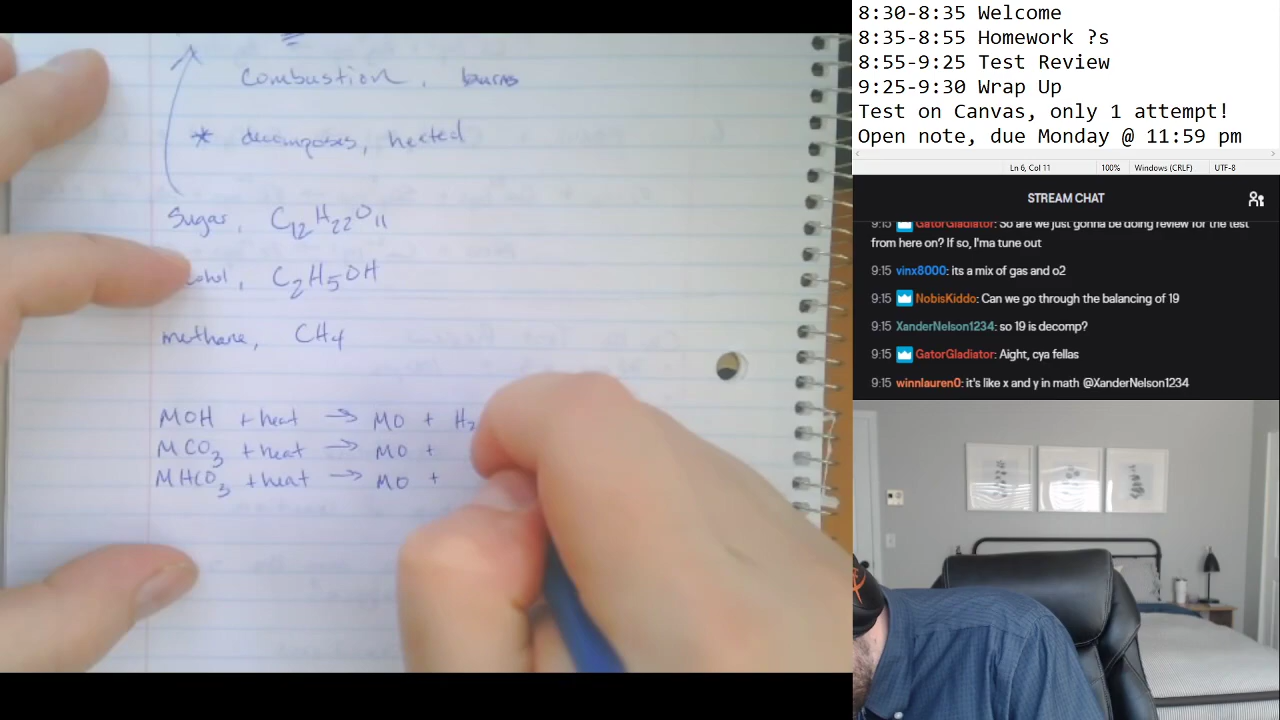 combustion, burns
* decomposes, heated
Sugar, C12H22O11
C2H5OH
methane, CH4
MOH + heat → MO + H2
MCO3 + heat → MO +
MHCO3 + heat → MO +
8:30-8:35 Welcome
8:35-8:55 Homework ?s
8:55-9:25 Test Review
9:25-9:30 Wrap Up
Test on Canvas, only 1 attempt!
Open note, due Monday @ 11:59 pm
Ln 6, Col 11 100% Windows (CRLF) UTF-8
STREAM CHAT
9:15 GatorGladiator: So are we just gonna be doing review for the test
from here on? If so, I'ma tune out
9:15 vinx8000: its a mix of gas and o2
9:15 NobisKiddo: Can we go through the balancing of 19
9:15 XanderNelson1234: so 19 is decomp?
9:15 GatorGladiator: Aight, cya fellas
9:15 winnlauren0: it's like x and y in math @XanderNelson1234